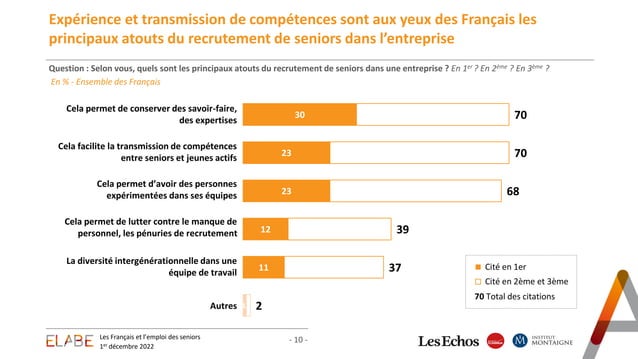 Expérience et transmission de compétences sont aux yeux des Français les
principaux atouts du recrutement de seniors dans l’entreprise
Question : Selon vous, quels sont les principaux atouts du recrutement de seniors dans une entreprise ? En 1er ? En 2ème ? En 3ème ?
En % - Ensemble des Français
Cela permet de conserver des savoir-faire,
des expertises
30
70
Cela facilite la transmission de compétences
entre seniors et jeunes actifs
23
70
Cela permet d’avoir des personnes
expérimentées dans ses équipes
23
68
Cela permet de lutter contre le manque de
personnel, les pénuries de recrutement
12
39
La diversité intergénérationnelle dans une
équipe de travail
11
37
Autres
2
Cité en 1er
Cité en 2ème et 3ème
70 Total des citations
ELABE
Les Français et l’emploi des seniors
1er décembre 2022
- 10 -
Les Echos
INSTITUT
MONTAIGNE